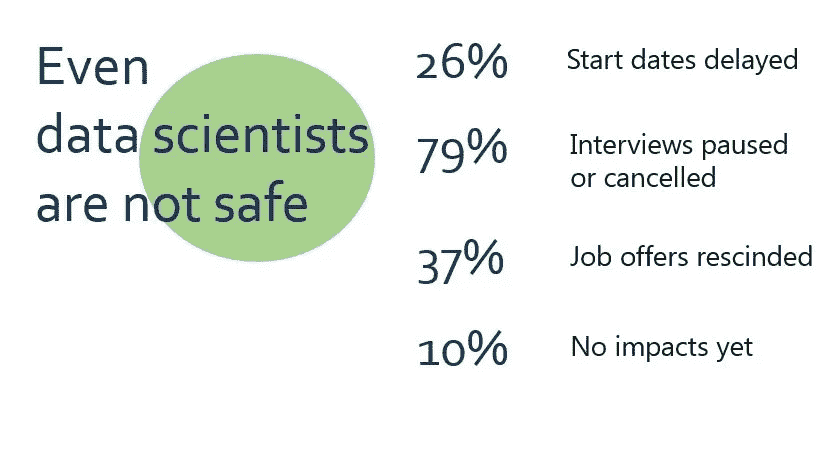 Even
data scientists
are not safe
26% Start dates delayed
79% Interviews paused
or cancelled
37% Job offers rescinded
10% No impacts yet